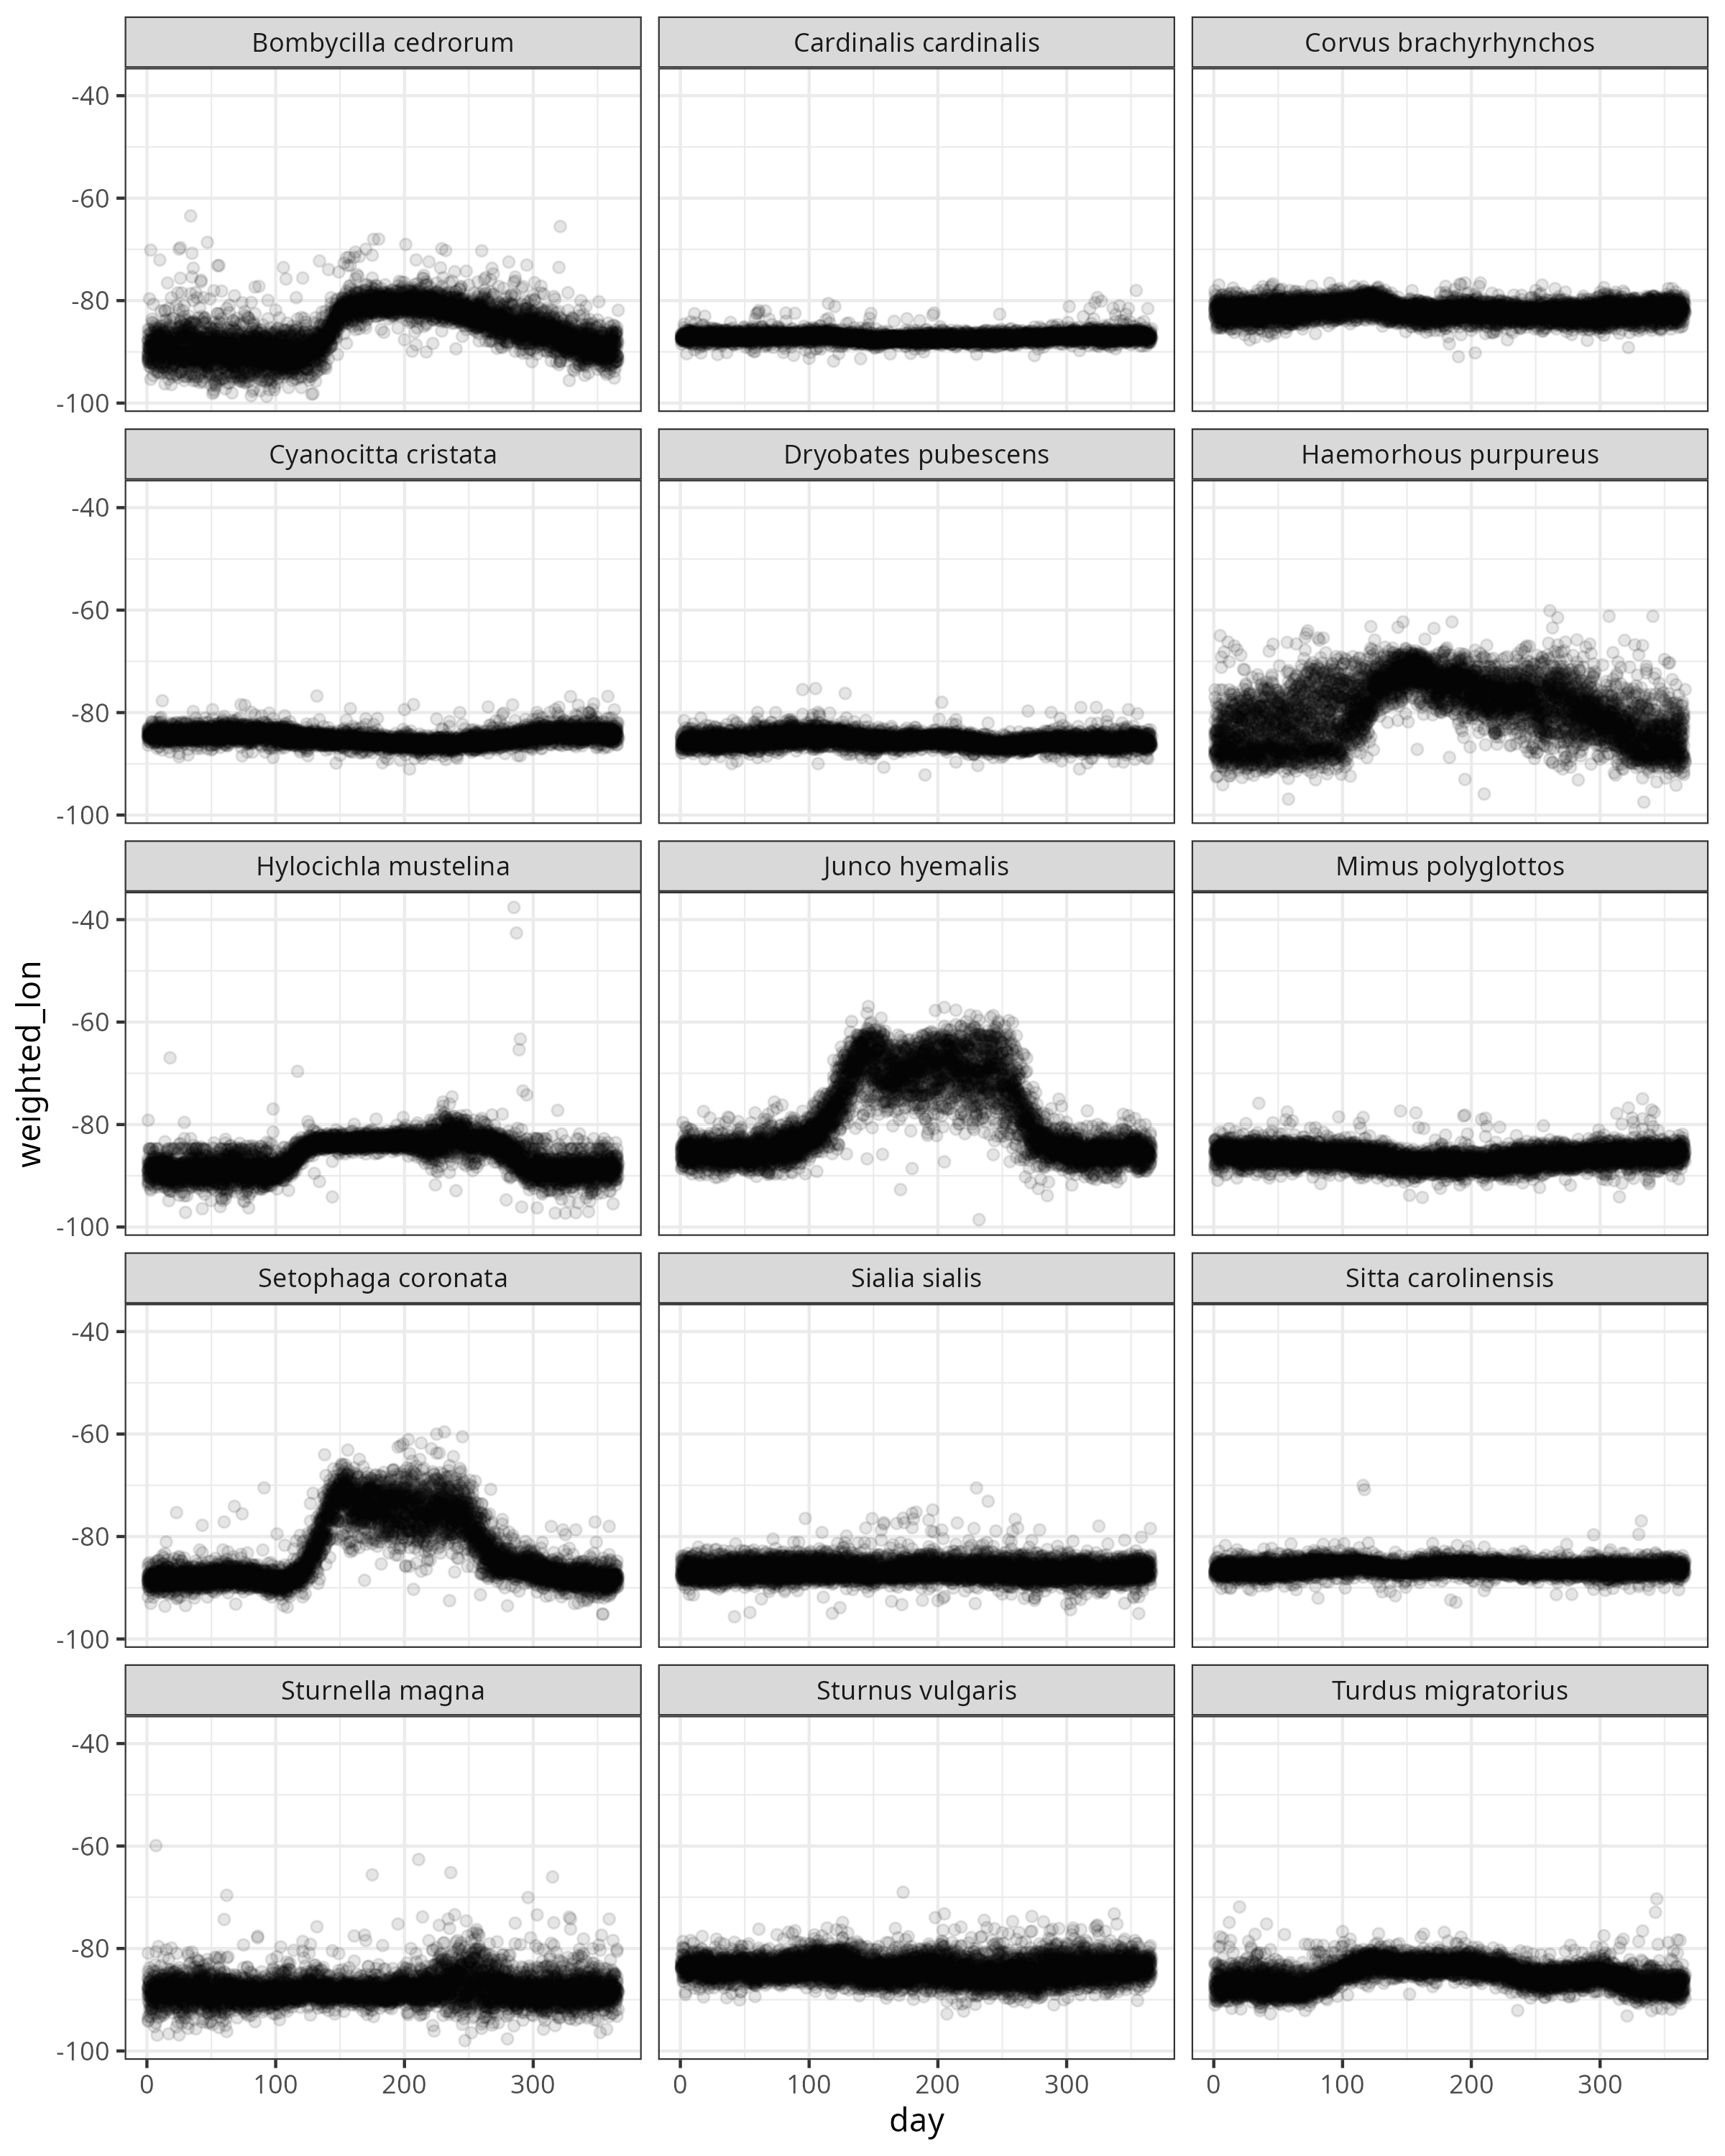 Bombycilla cedrorum
Cardinalis cardinalis
Corvus brachyrhynchos
-40
-60
-80
-100
Cyanocitta cristata
Dryobates pubescens
Haemorhous purpureus
-40
-60
-80
-100
Hylocichla mustelina
Junco hyemalis
Mimus polyglottos
-40
-60
-80
-100
weighted_lon
Setophaga coronata
Sialia sialis
Sitta carolinensis
-40
-60
-80
-100
Sturnella magna
Sturnus vulgaris
Turdus migratorius
-40
-60
-80
-100
0 100 200 300
0 100 200 300
0 100 200 300
day